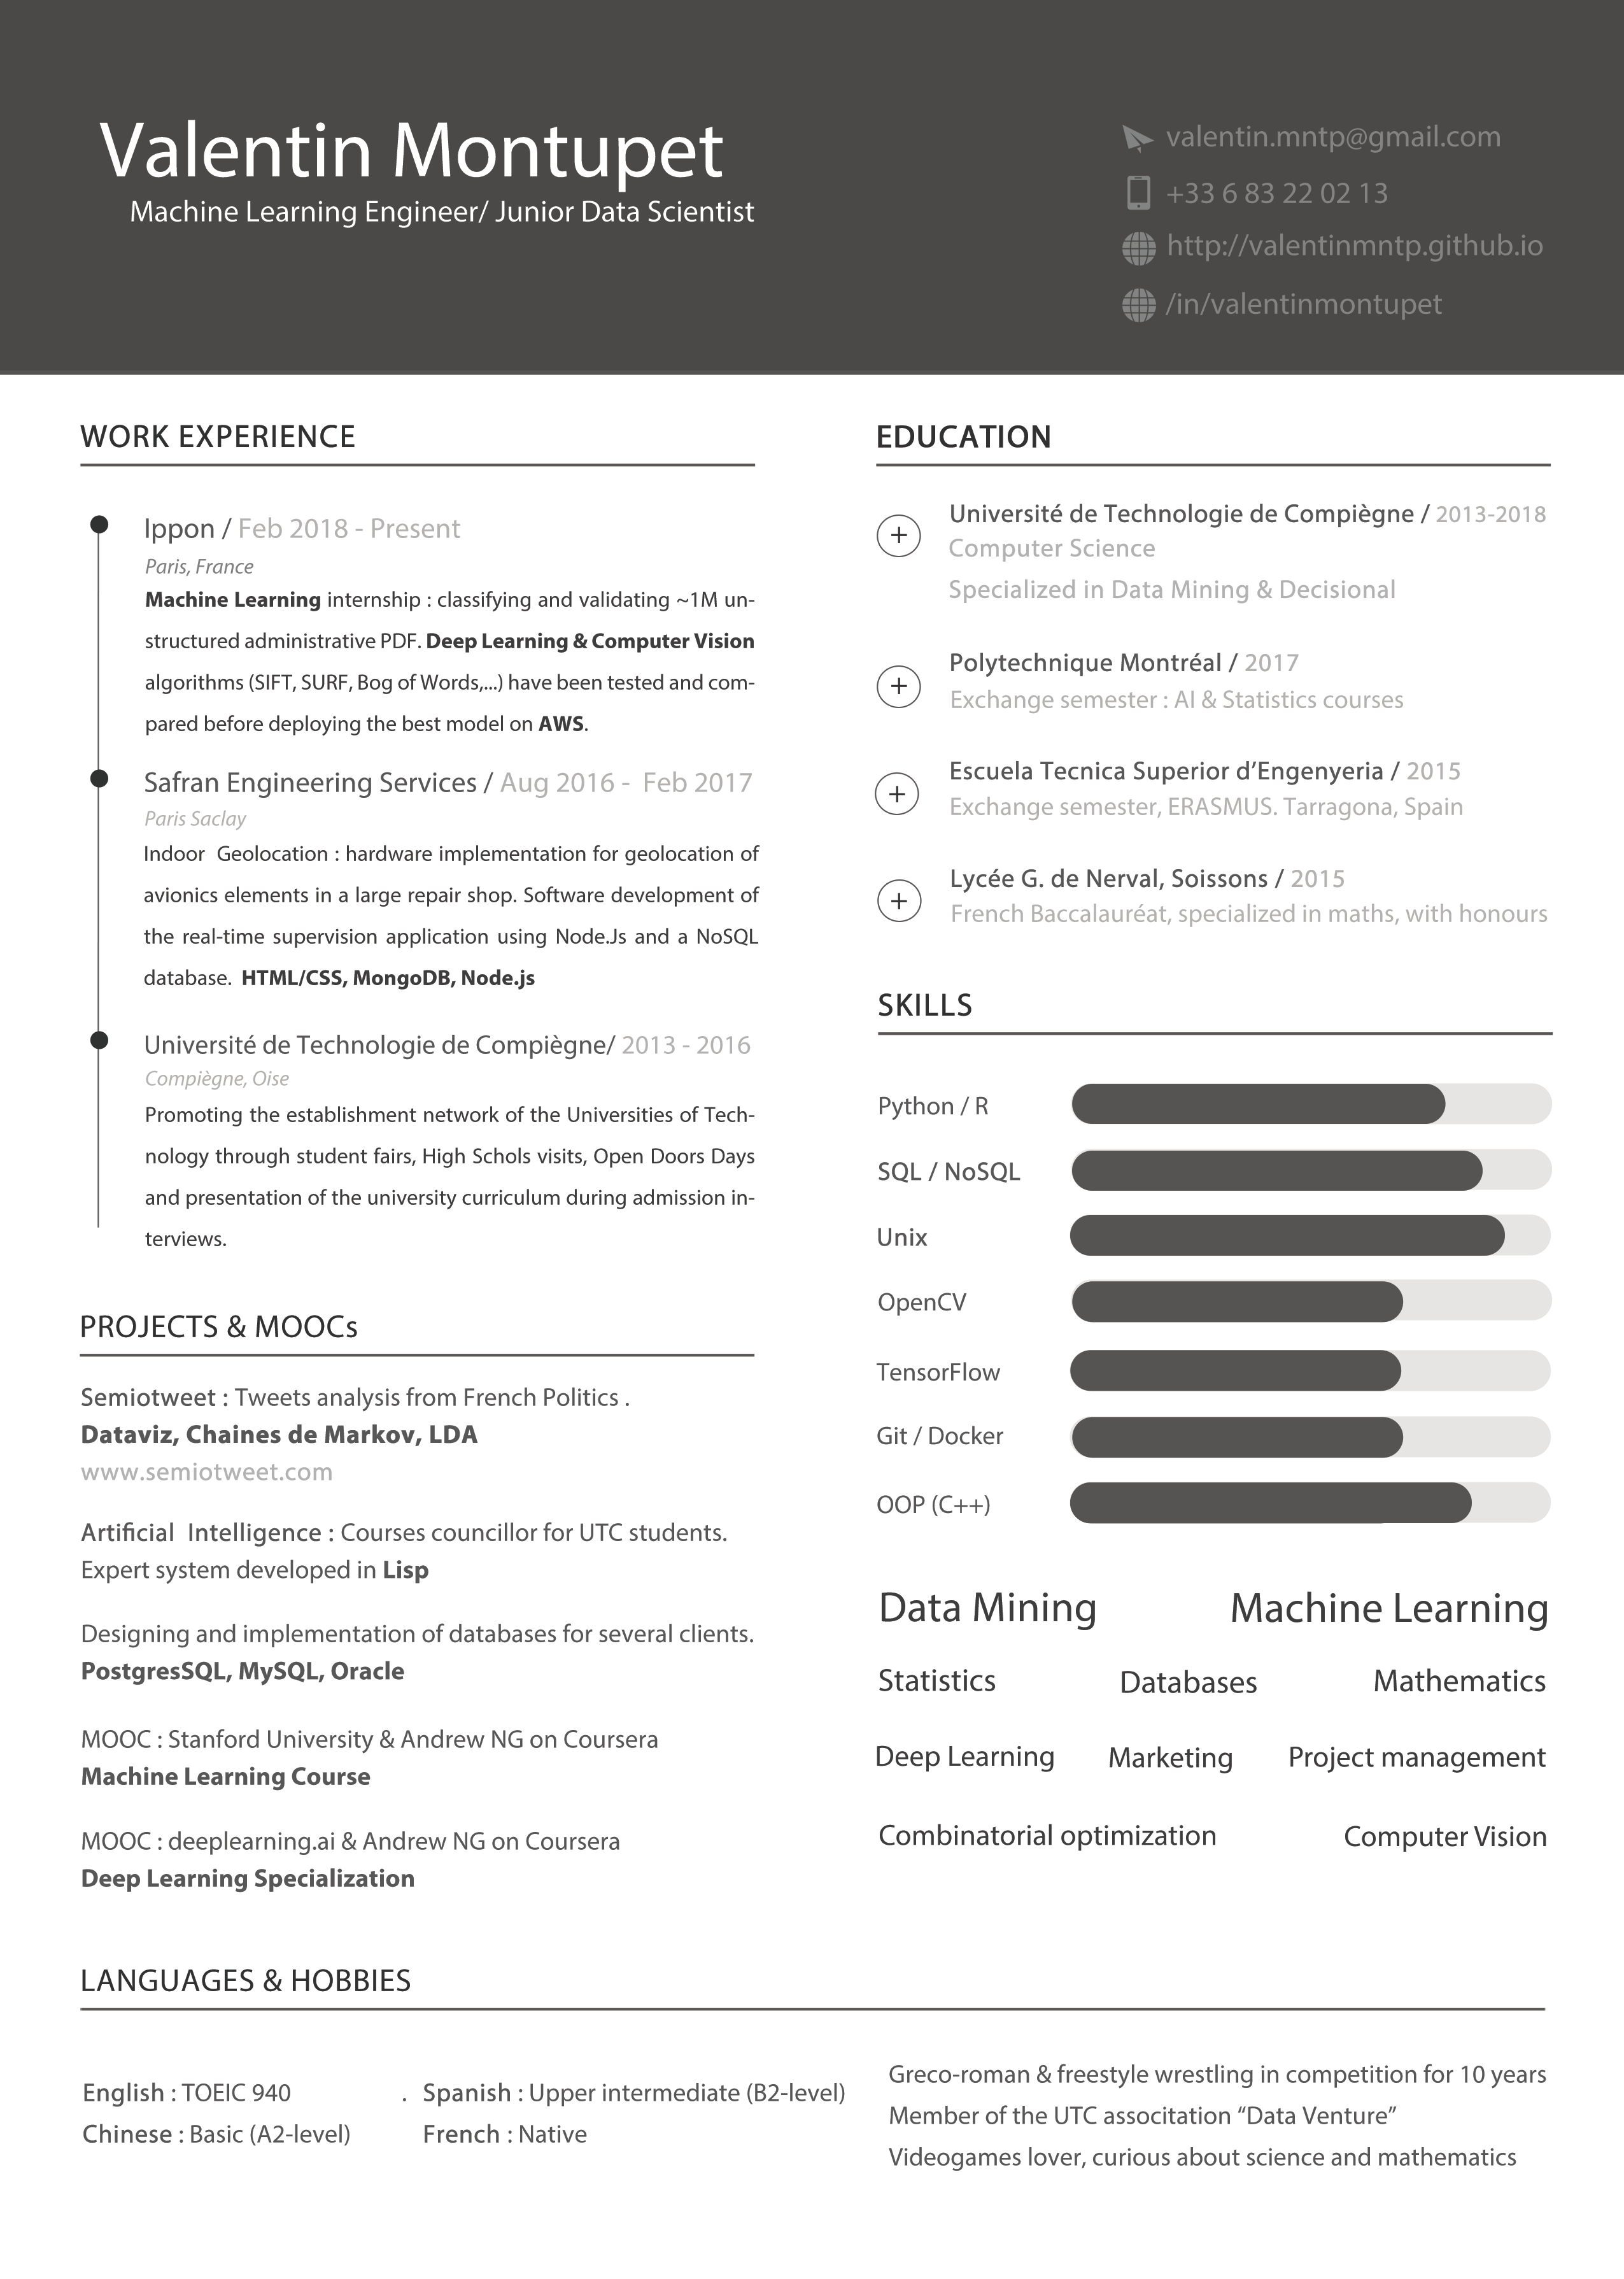 Valentin Montupet
Machine Learning Engineer/ Junior Data Scientist
valentin.mntp@gmail.com
+33 6 83 22 02 13
http://valentinmntp.github.io
/in/valentinmontupet
WORK EXPERIENCE
Ippon / Feb 2018 - Present
Paris, France
Machine Learning internship : classifying and validating ~1M un-
structured administrative PDF. Deep Learning & Computer Vision
algorithms (SIFT, SURF, Bog of Words,...) have been tested and com-
pared before deploying the best model on AWS.
Safran Engineering Services / Aug 2016 - Feb 2017
Paris Saclay
Indoor Geolocation : hardware implementation for geolocation of
avionics elements in a large repair shop. Software development of
the real-time supervision application using Node.Js and a NoSQL
database. HTML/CSS, MongoDB, Node.js
Université de Technologie de Compiègne/ 2013 - 2016
Compiègne, Oise
Promoting the establishment network of the Universities of Tech-
nology through student fairs, High Schols visits, Open Doors Days
and presentation of the university curriculum during admission in-
terviews.
PROJECTS & MOOCs
Semiotweet : Tweets analysis from French Politics .
Dataviz, Chaines de Markov, LDA
www.semiotweet.com
Artificial Intelligence : Courses councillor for UTC students.
Expert system developed in Lisp
Designing and implementation of databases for several clients.
PostgresSQL, MySQL, Oracle
MOOC : Stanford University & Andrew NG on Coursera
Machine Learning Course
MOOC : deeplearning.ai & Andrew NG on Coursera
Deep Learning Specialization
EDUCATION
Université de Technologie de Compiègne / 2013-2018
Computer Science
Specialized in Data Mining & Decisional
Polytechnique Montréal / 2017
Exchange semester : AI & Statistics courses
Escuela Tecnica Superior d’Engenyeria / 2015
Exchange semester, ERASMUS. Tarragona, Spain
Lycée G. de Nerval, Soissons / 2015
French Baccalauréat, specialized in maths, with honours
SKILLS
Python / R
SQL / NoSQL
Unix
OpenCV
TensorFlow
Git / Docker
OOP (C++)
Data Mining Machine Learning
Statistics Databases Mathematics
Deep Learning Marketing Project management
Combinatorial optimization Computer Vision
LANGUAGES & HOBBIES
English : TOEIC 940 . Spanish : Upper intermediate (B2-level)
Chinese : Basic (A2-level) French : Native
Greco-roman & freestyle wrestling in competition for 10 years
Member of the UTC associtation “Data Venture”
Videogames lover, curious about science and mathematics